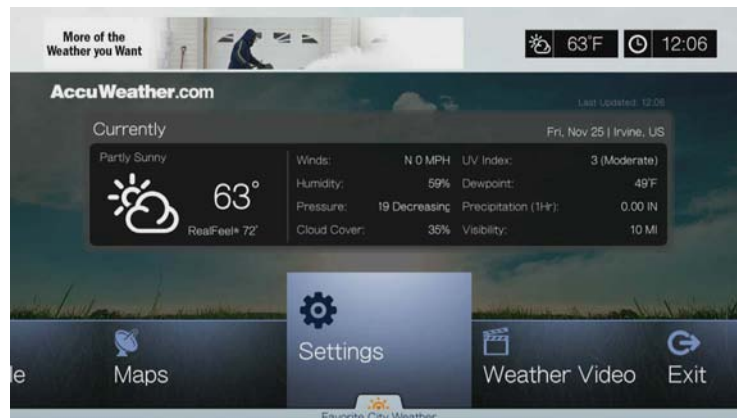 More of the
Weather you Want
63°F 12:06
AccuWeather.com
Last Updated: 12:06
Currently Fri, Nov 25 | Irvine, US
Partly Sunny
63°
RealFeel® 72°
Winds: N 0 MPH UV Index: 3 (Moderate)
Humidity: 59% Dewpoint: 49°F
Pressure: 19 Decreasing Precipitation (1Hr): 0.00 IN
Cloud Cover: 35% Visibility: 10 MI
le Maps Settings Weather Video Exit
Favorite City Weather